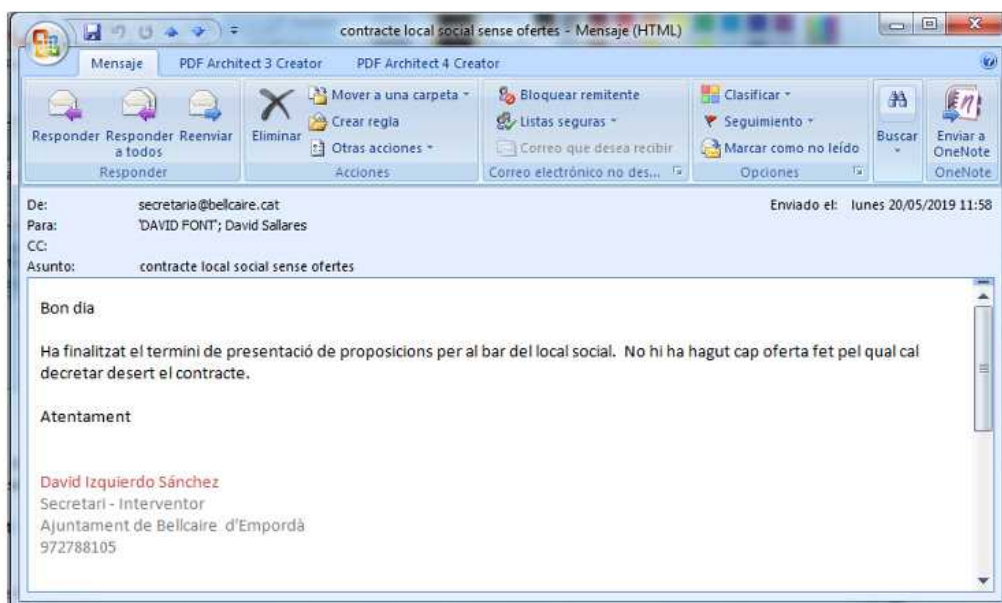 contracte local social sense ofertes - Mensaje (HTML)
Mensaje PDF Architect 3 Creator PDF Architect 4 Creator
Responder Responder a todos Reenviar
Responder
Eliminar
Mover a una carpeta
Crear regla
Otras acciones
Acciones
Bloquear remitente
Listas seguras
Correo que desea recibir
Correo electrónico no des...
Clasificar
Seguimiento
Marcar como no leído
Opciones
Buscar
Enviar a OneNote
OneNote
De: secretaria@bellcaire.cat Enviado el: lunes 20/05/2019 11:58
Para: 'DAVID FONT'; David Sallares
CC:
Asunto: contracte local social sense ofertes
Bon dia
Ha finalitzat el termini de presentació de proposicions per al bar del local social. No hi ha hagut cap oferta fet pel qual cal
decretar desert el contracte.
Atentament
David Izquierdo Sánchez
Secretari - Interventor
Ajuntament de Bellcaire d'Empordà
972788105